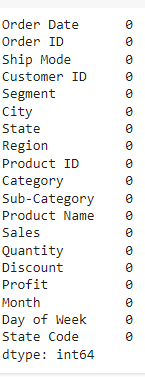 Order Date 0
Order ID 0
Ship Mode 0
Customer ID 0
Segment 0
City 0
State 0
Region 0
Product ID 0
Category 0
Sub-Category 0
Product Name 0
Sales 0
Quantity 0
Discount 0
Profit 0
Month 0
Day of Week 0
State Code 0
dtype: int64